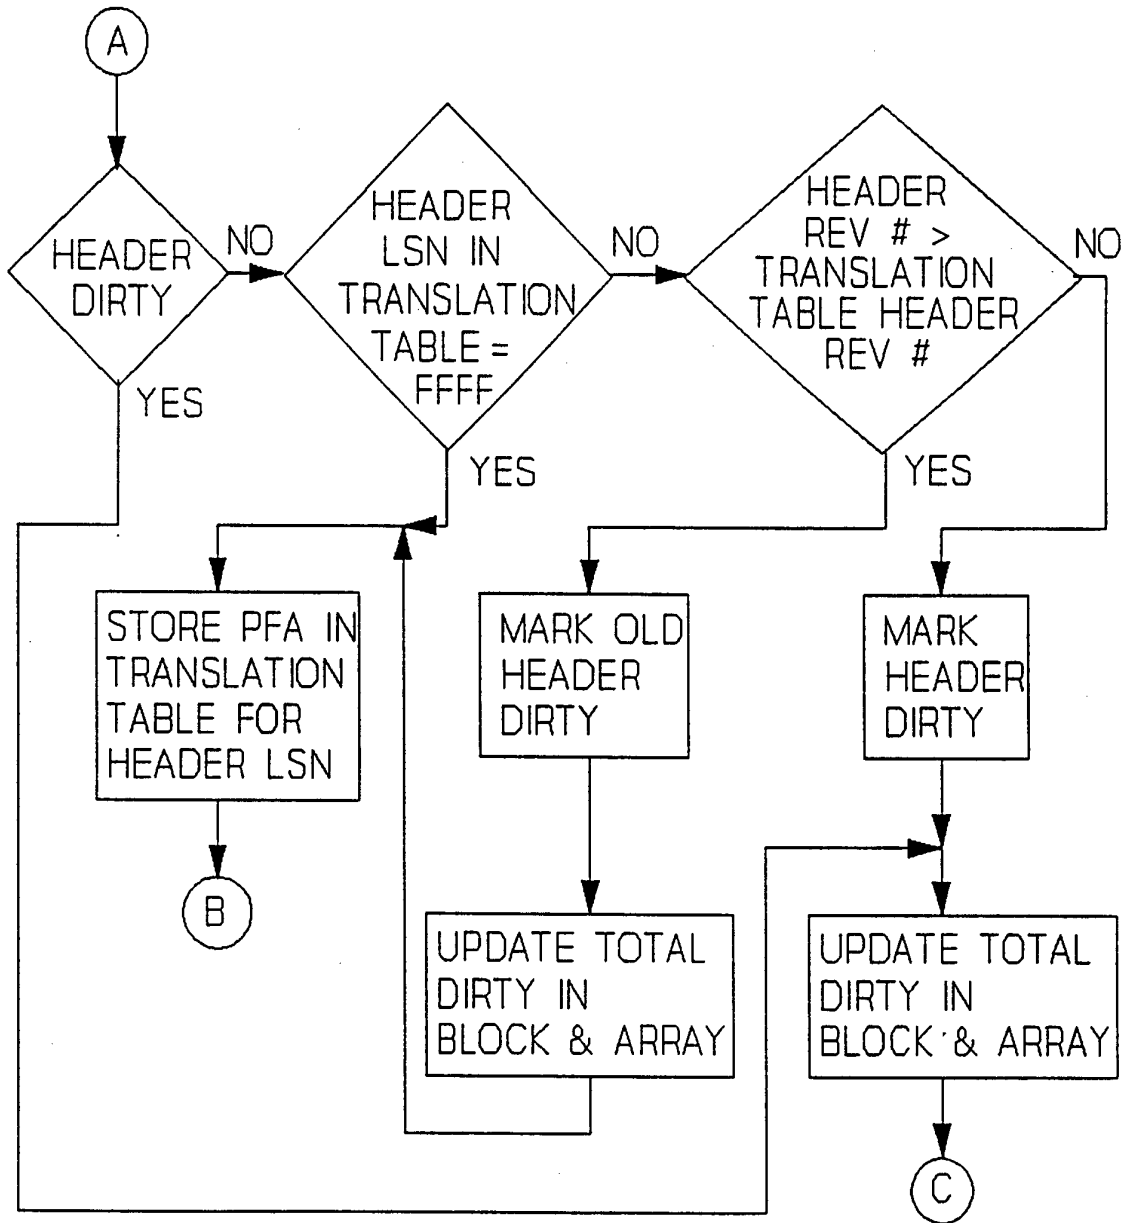 A
HEADER
DIRTY
NO
YES
HEADER
LSN IN
TRANSLATION
TABLE =
FFFF
NO
YES
HEADER
REV # >
TRANSLATION
TABLE HEADER
REV #
NO
YES
STORE PFA IN
TRANSLATION
TABLE FOR
HEADER LSN
MARK OLD
HEADER
DIRTY
MARK
HEADER
DIRTY
B
UPDATE TOTAL
DIRTY IN
BLOCK & ARRAY
UPDATE TOTAL
DIRTY IN
BLOCK & ARRAY
C